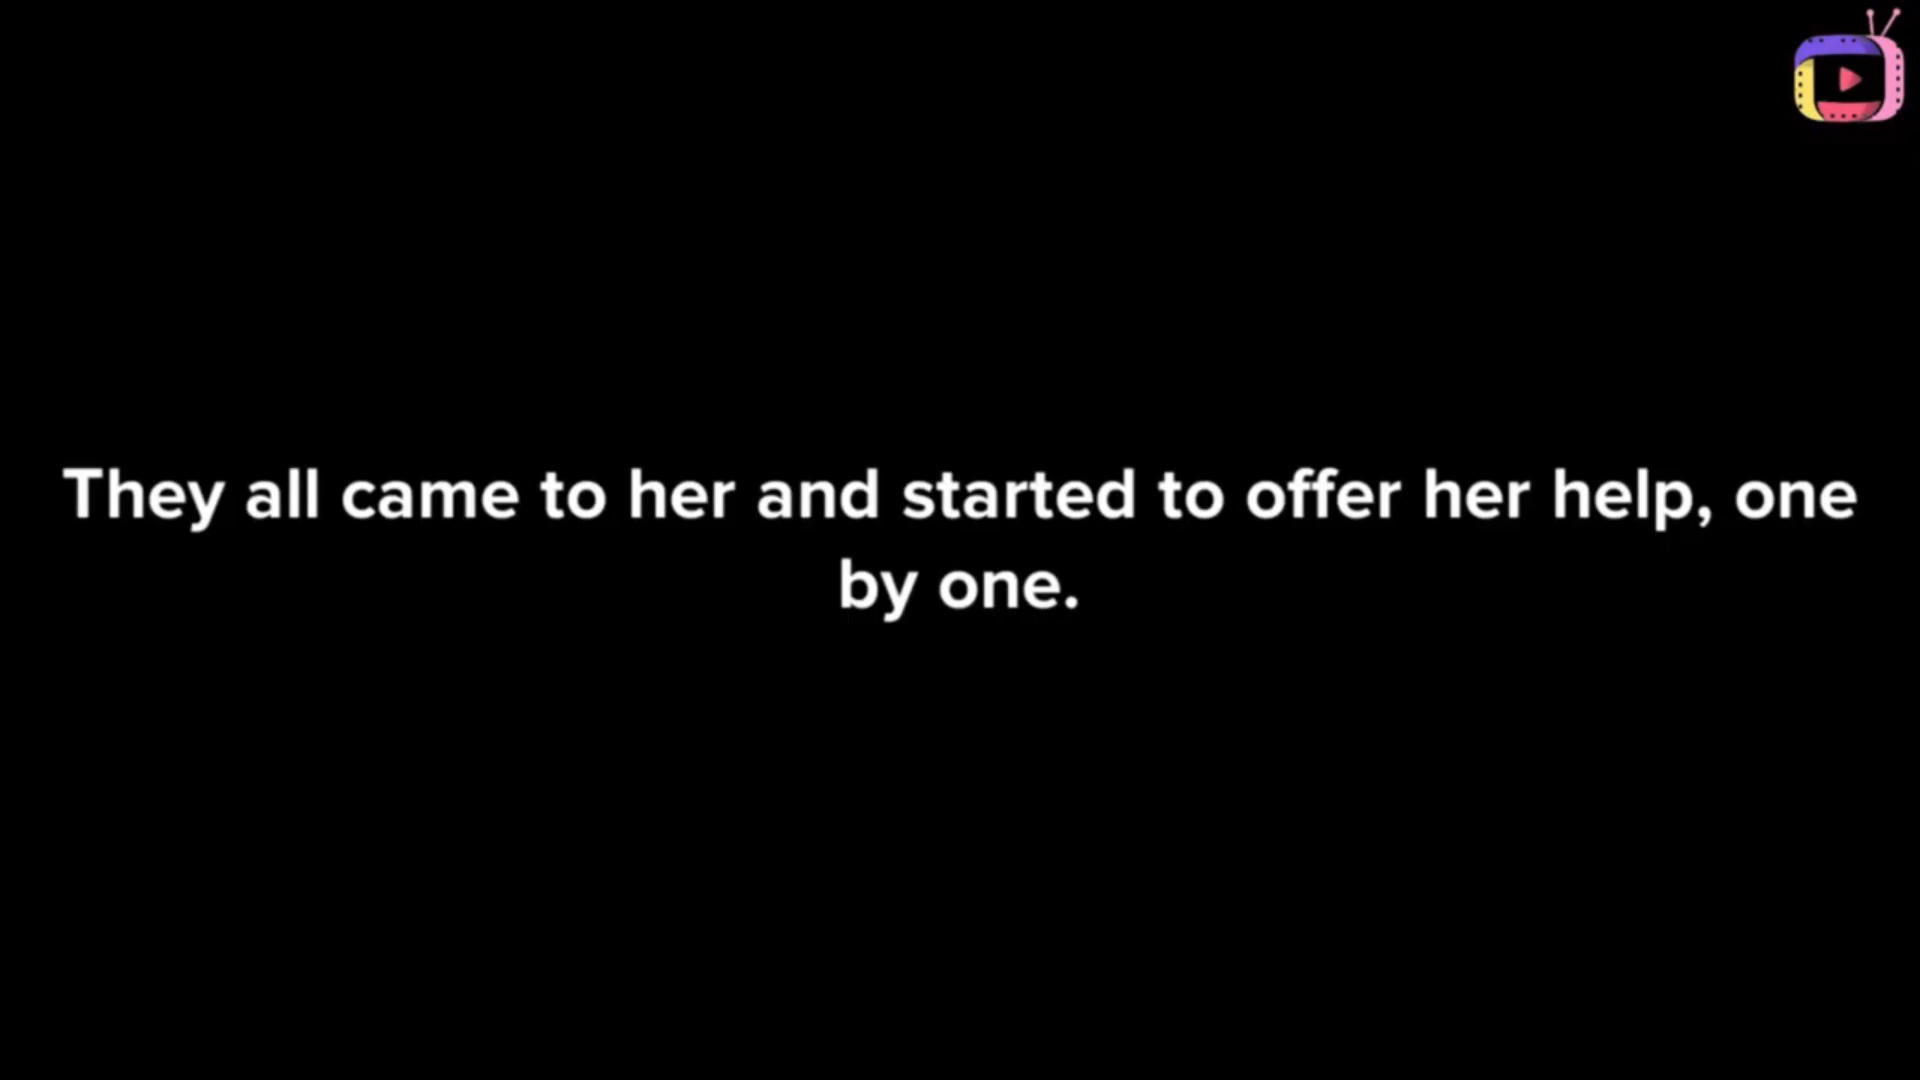 They all came to her and started to offer her help, one
by one.